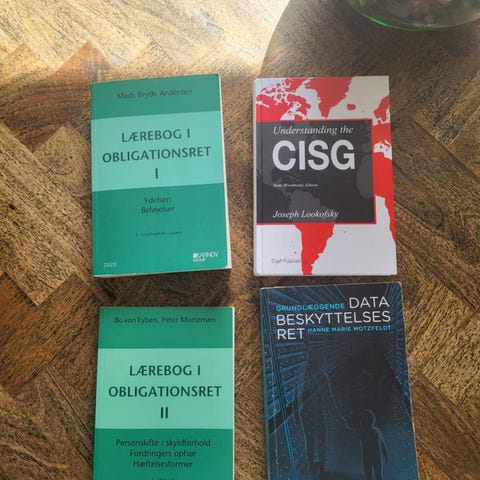 Mads Bryde Andersen
LÆREBOG I
OBLIGATIONSRET
I
Ydelsen
Beføjelser
2020
KARNOV
GROUP
Understanding the
CISG
Joseph Lookofsky
Djøf Publishing
Bo von Eyben, Peter Mortensen
LÆREBOG I
OBLIGATIONSRET
II
Personskifte i skyldforhold
Fordringers ophør
Hæftelsesformer
GRUNDLÆGGENDE DATA
BESKYTTELSES
RET HANNE MARIE MOTZFELDT